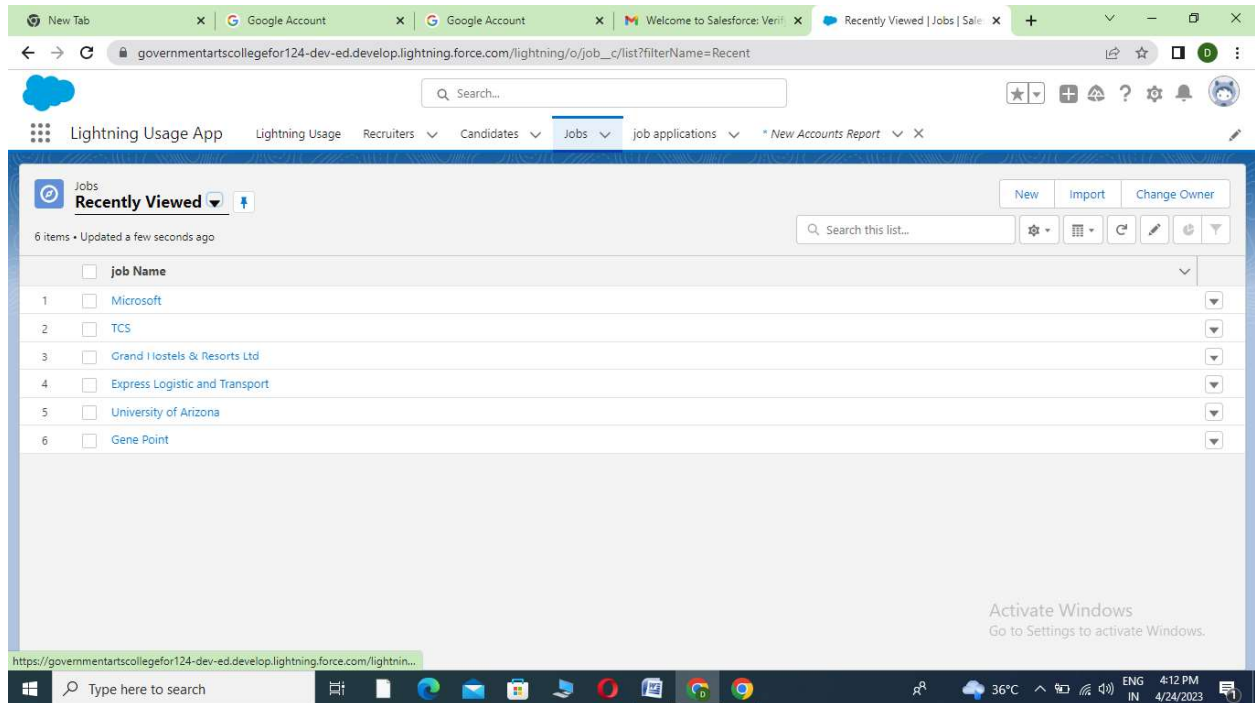 New Tab
Google Account
Google Account
Welcome to Salesforce: Verif
Recently Viewed | Jobs | Sale
governmentartscollegefor124-dev-ed.develop.lightning.force.com/lightning/o/job__c/list?filterName=Recent
D
Search...
Lightning Usage App Lightning Usage Recruiters Candidates Jobs job applications * New Accounts Report
Jobs
Recently Viewed
New Import Change Owner
6 items • Updated a few seconds ago
Search this list...
job Name
1 Microsoft
2 TCS
3 Grand Hostels & Resorts Ltd
4 Express Logistic and Transport
5 University of Arizona
6 Gene Point
Activate Windows
Go to Settings to activate Windows.
https://governmentartscollegefor124-dev-ed.develop.lightning.force.com/lightnin...
Type here to search
36°C
ENG
IN
4:12 PM
4/24/2023
1